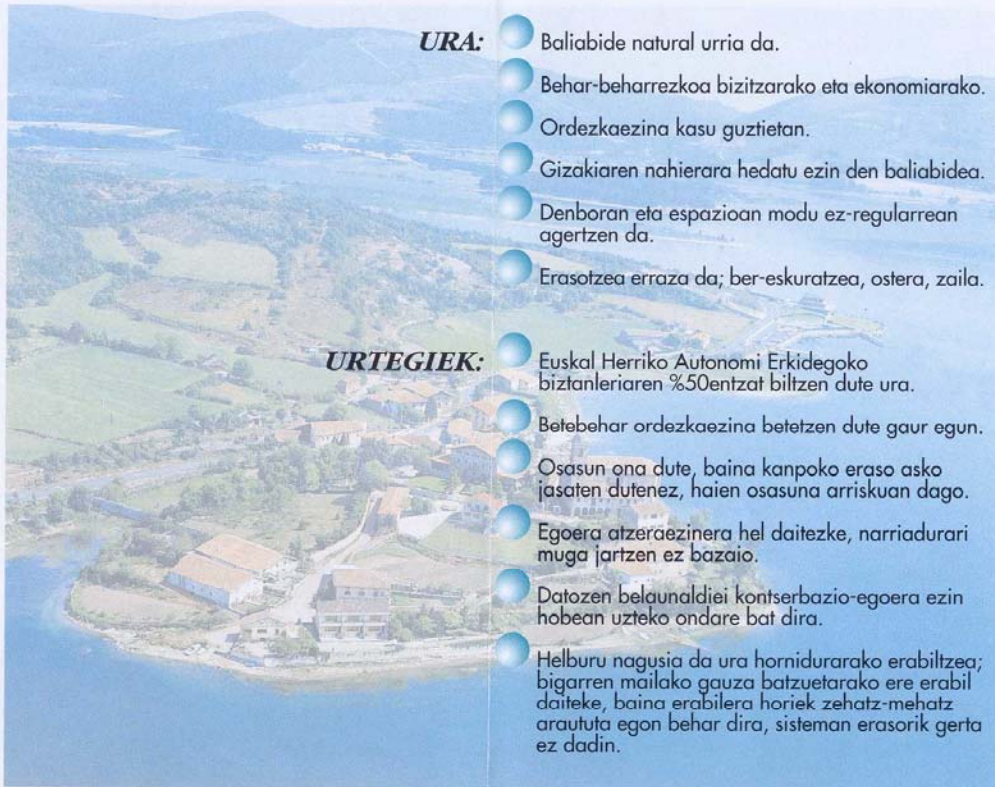 URA: Baliabide natural urria da.
Behar-beharrezkoa bizitzarako eta ekonomiarako.
Ordezkaezina kasu guztietan.
Gizakiaren nahierara hedatu ezin den baliabidea.
Denboran eta espazioan modu ez-regularrean
agertzen da.
Erasotzea erraza da; ber-eskuratzea, ostera, zaila.
URTEGIEK: Euskal Herriko Autonomi Erkidegoko
biztanleriaren %50entzat biltzen dute ura.
Betebehar ordezkaezina betetzen dute gaur egun.
Osasun ona dute, baina kanpoko eraso asko
jasaten dutenez, haien osasuna arriskuan dago.
Egoera atzeraezinera hel daitezke, narriadurari
muga jartzen ez bazaio.
Datozen belaunaldiei kontserbazio-egoera ezin
hobean uzteko ondare bat dira.
Helburu nagusia da ura hornidurarako erabiltzea;
bigarren mailako gauza batzuetarako ere erabil
daiteke, baina erabilera horiek zehatz-mehatz
araututa egon behar dira, sisteman erasorik gerta
ez dadin.